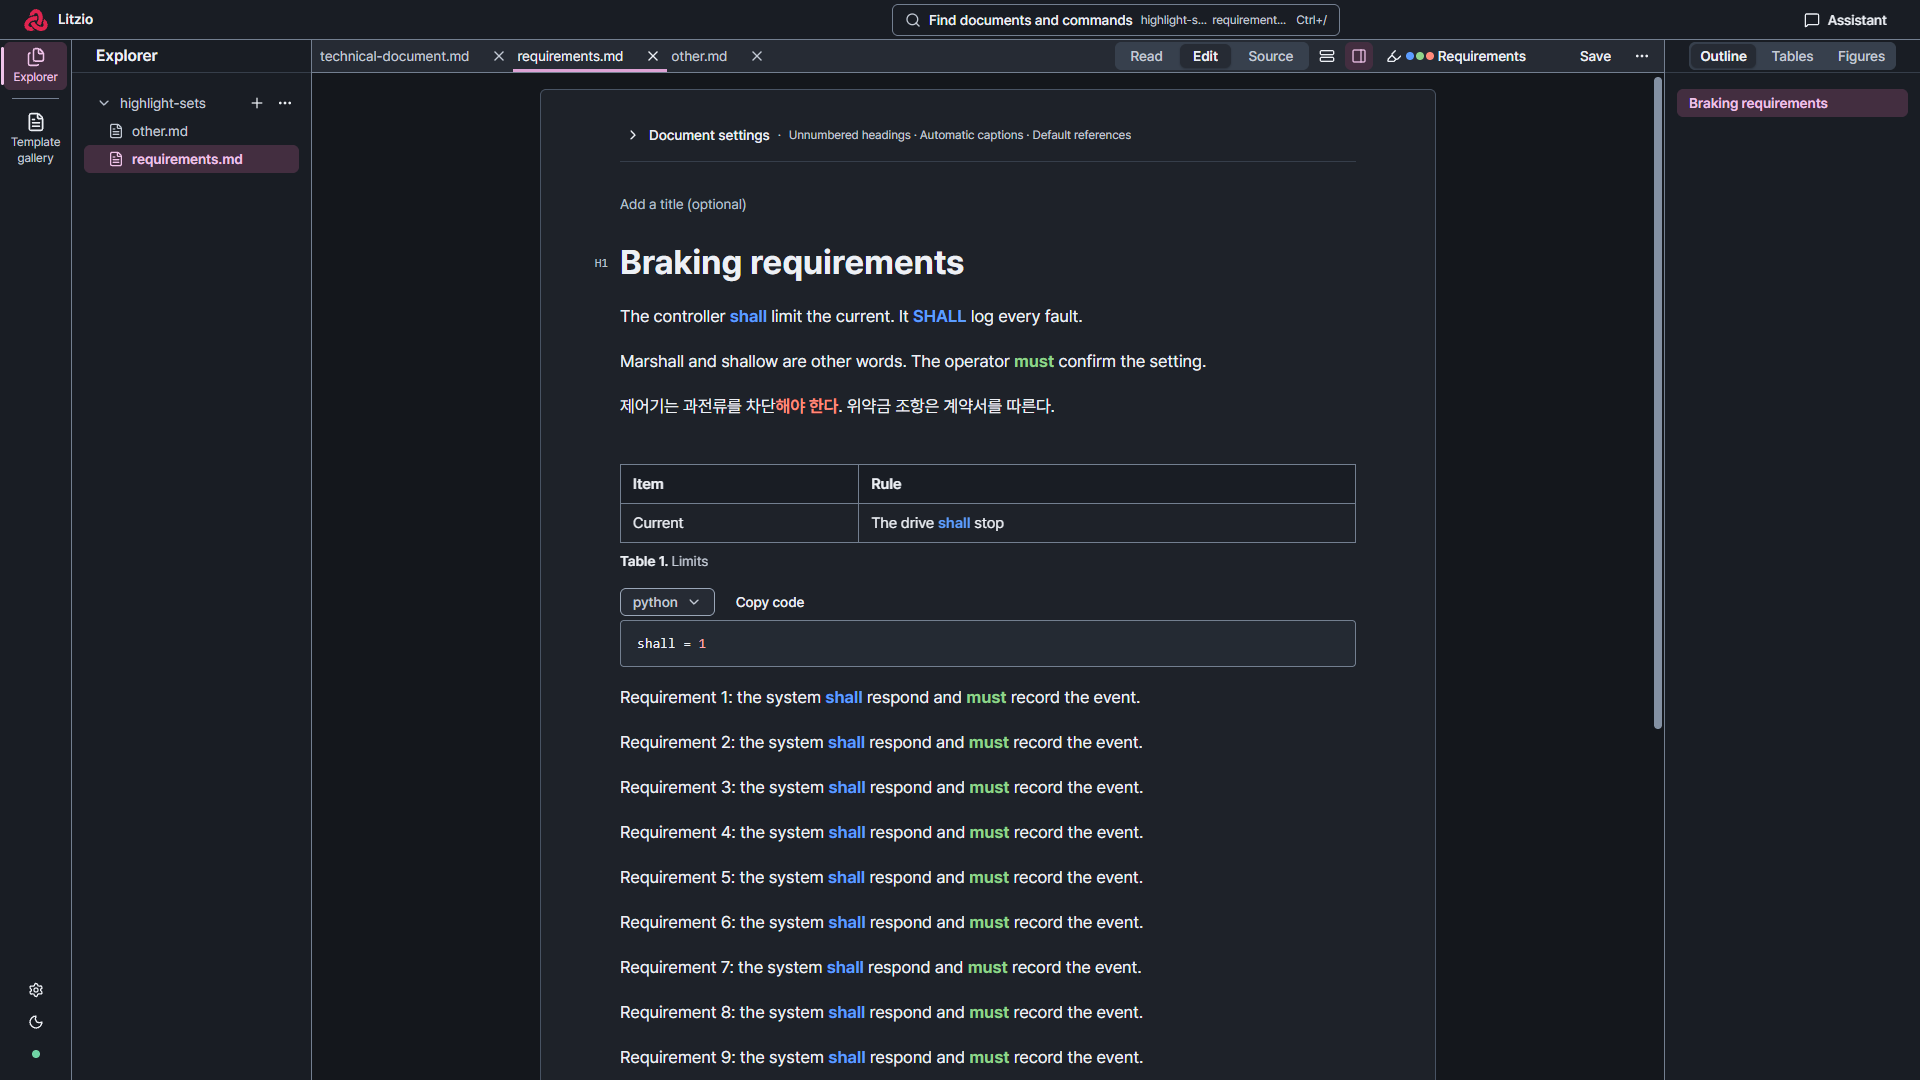 Litzio
Find documents and commands highlight-s... requirement... Ctrl+/
Assistant
Explorer
Template gallery
Explorer
highlight-sets
other.md
requirements.md
technical-document.md
requirements.md
other.md
Read Edit Source
Requirements
Save
Outline Tables Figures
Braking requirements
Document settings · Unnumbered headings · Automatic captions · Default references
Add a title (optional)
H1 Braking requirements
The controller shall limit the current. It SHALL log every fault.
Marshall and shallow are other words. The operator must confirm the setting.
제어기는 과전류를 차단해야 한다. 위약금 조항은 계약서를 따른다.
Item Rule
Current The drive shall stop
Table 1. Limits
python Copy code
shall = 1
Requirement 1: the system shall respond and must record the event.
Requirement 2: the system shall respond and must record the event.
Requirement 3: the system shall respond and must record the event.
Requirement 4: the system shall respond and must record the event.
Requirement 5: the system shall respond and must record the event.
Requirement 6: the system shall respond and must record the event.
Requirement 7: the system shall respond and must record the event.
Requirement 8: the system shall respond and must record the event.
Requirement 9: the system shall respond and must record the event.